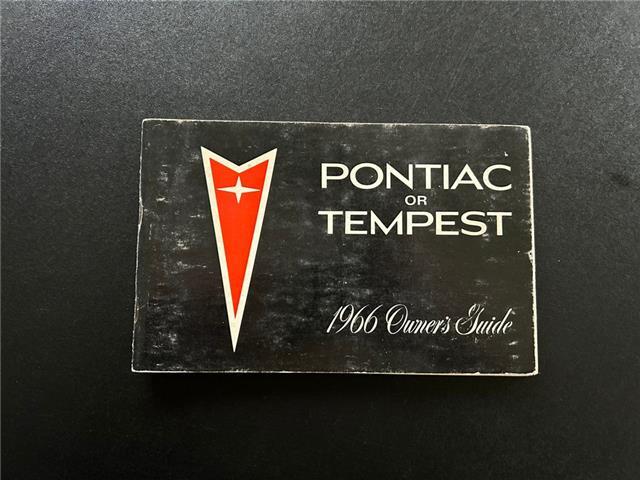 PONTIAC
OR
TEMPEST
1966 Owner's Guide